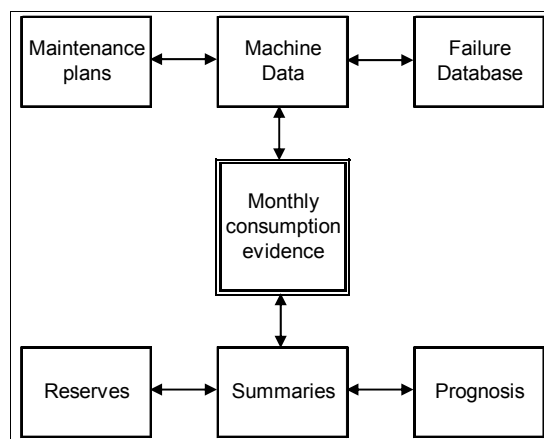 Maintenance
plans
Machine
Data
Failure
Database
Monthly
consumption
evidence
Reserves
Summaries
Prognosis